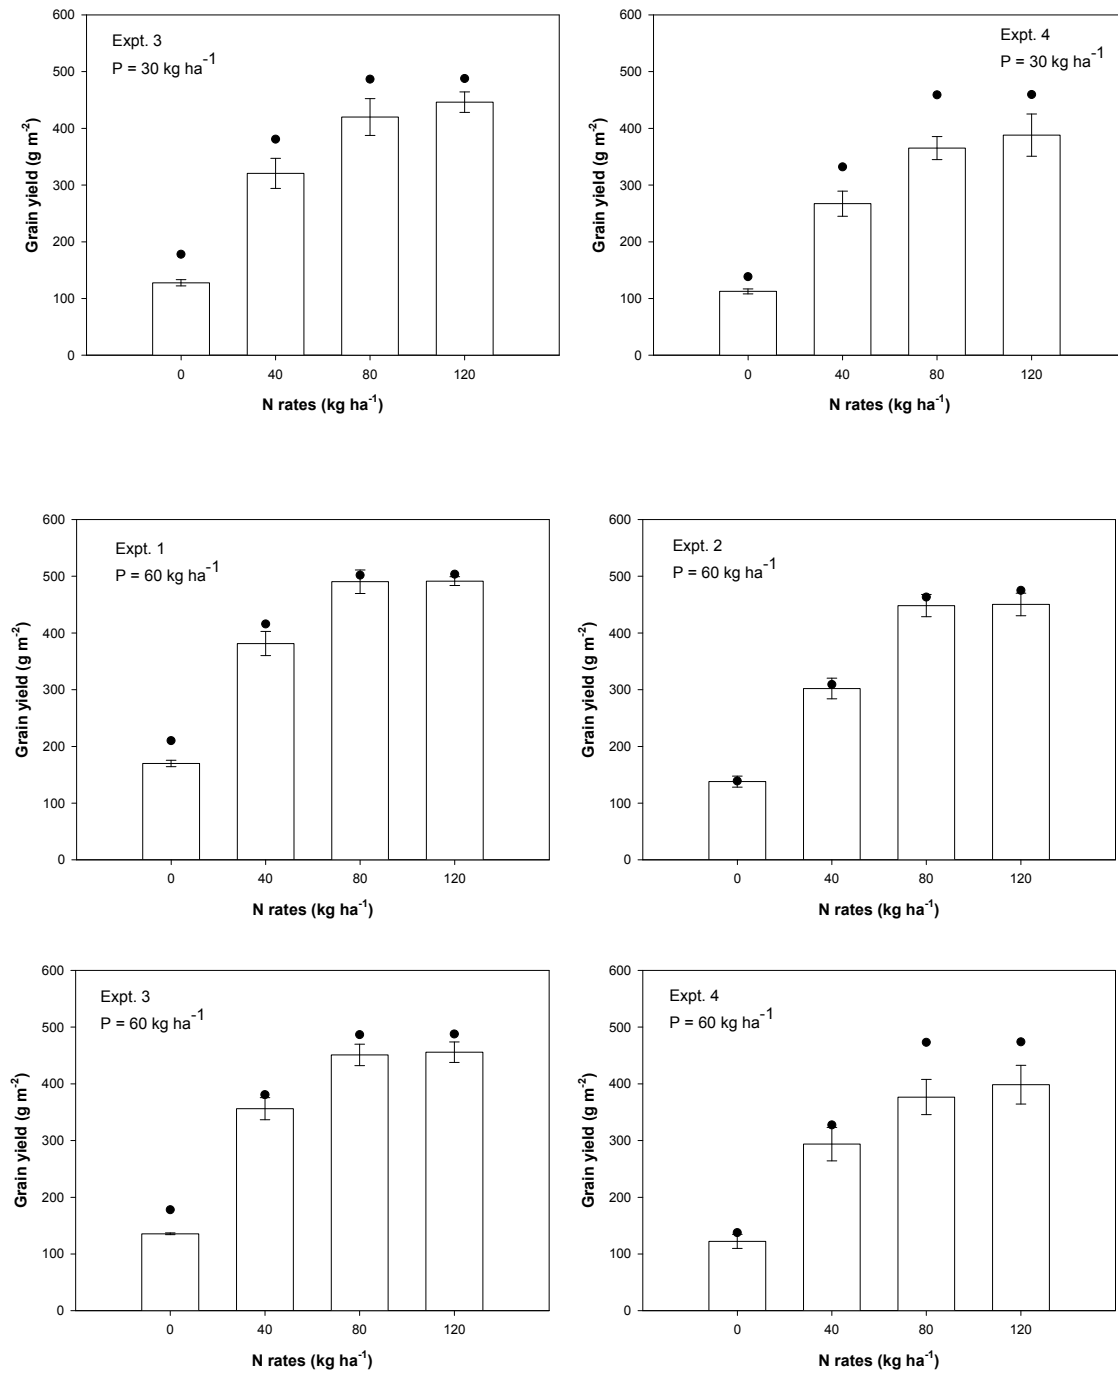 Expt. 3
P = 30 kg ha⁻¹
Grain yield (g m⁻²)
600
500
400
300
200
100
0
0 40 80 120
N rates (kg ha⁻¹)
Expt. 4
P = 30 kg ha⁻¹
Grain yield (g m⁻²)
600
500
400
300
200
100
0
0 40 80 120
N rates (kg ha⁻¹)
Expt. 1
P = 60 kg ha⁻¹
Grain yield (g m⁻²)
600
500
400
300
200
100
0
0 40 80 120
N rates (kg ha⁻¹)
Expt. 2
P = 60 kg ha⁻¹
Grain yield (g m⁻²)
600
500
400
300
200
100
0
0 40 80 120
N rates (kg ha⁻¹)
Expt. 3
P = 60 kg ha⁻¹
Grain yield (g m⁻²)
600
500
400
300
200
100
0
0 40 80 120
N rates (kg ha⁻¹)
Expt. 4
P = 60 kg ha⁻¹
Grain yield (g m⁻²)
600
500
400
300
200
100
0
0 40 80 120
N rates (kg ha⁻¹)